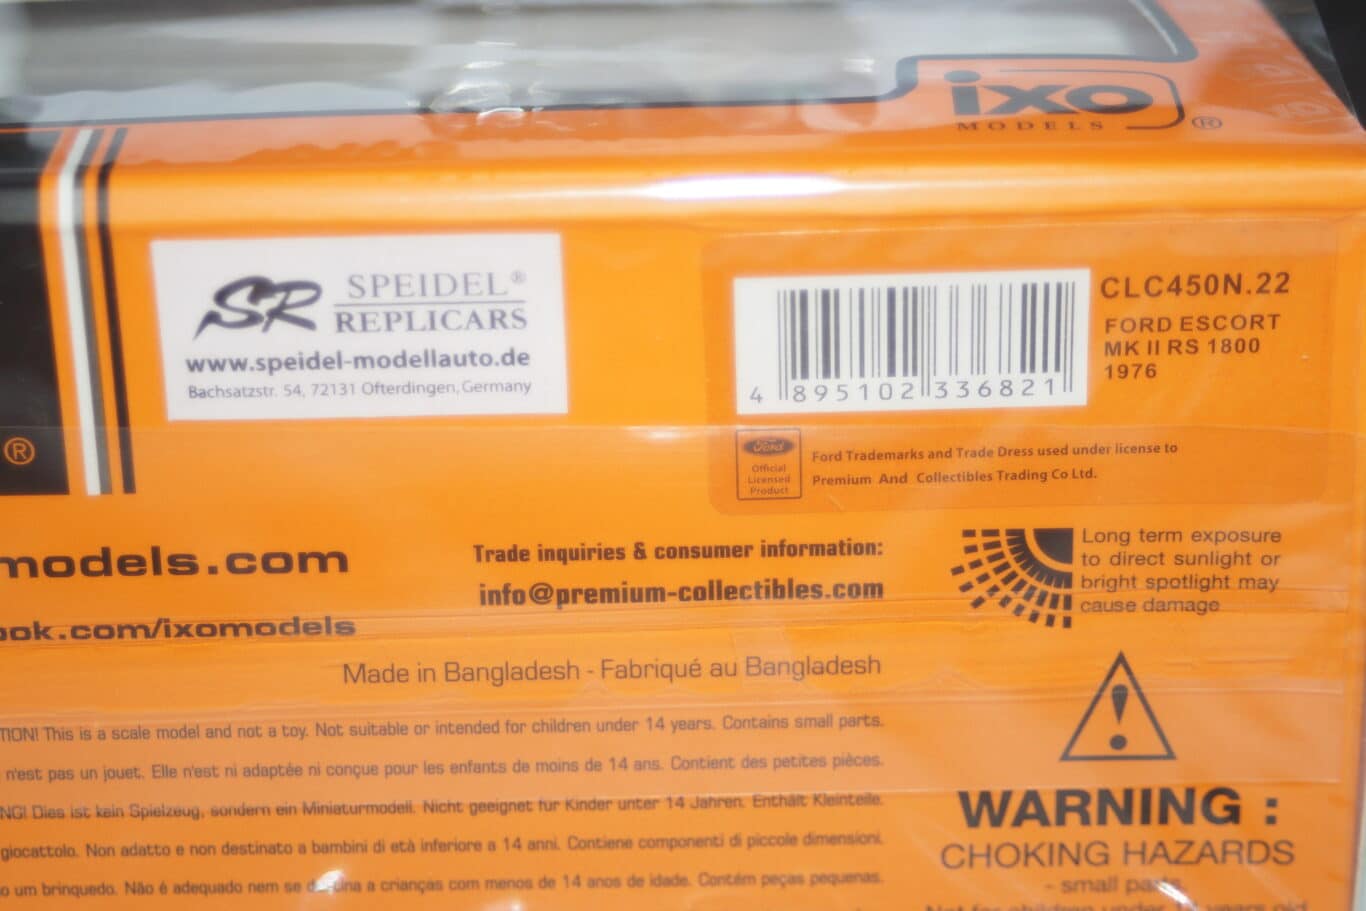 ixo
MODELS ®
SR SPEIDEL®
REPLICARS
www.speidel-modellauto.de
Bachsatzstr. 54, 72131 Ofterdingen, Germany
CLC450N.22
FORD ESCORT
MK II RS 1800
1976
4 895102 336821
®
Ford
Official
Licensed
Product
Ford Trademarks and Trade Dress used under license to
Premium And Collectibles Trading Co Ltd.
models.com
ook.com/ixomodels
Trade inquiries & consumer information:
info@premium-collectibles.com
Long term exposure
to direct sunlight or
bright spotlight may
cause damage
Made in Bangladesh - Fabriqué au Bangladesh
TION! This is a scale model and not a toy. Not suitable or intended for children under 14 years. Contains small parts.
n'est pas un jouet. Elle n'est ni adaptée ni conçue pour les enfants de moins de 14 ans. Contient des petites pièces.
NG! Dies ist kein Spielzeug, sondern ein Miniaturmodell. Nicht geeignet für Kinder unter 14 Jahren. Enthält Kleinteile.
giocattolo. Non adatto e non destinato a bambini di età inferiore a 14 anni. Contiene componenti di piccole dimensioni.
o um brinquedo. Não é adequado nem se a crianças com menos de 14 anos de idade. Contém peças pequenas.
WARNING :
CHOKING HAZARDS
- small parts.
Not for children under years old